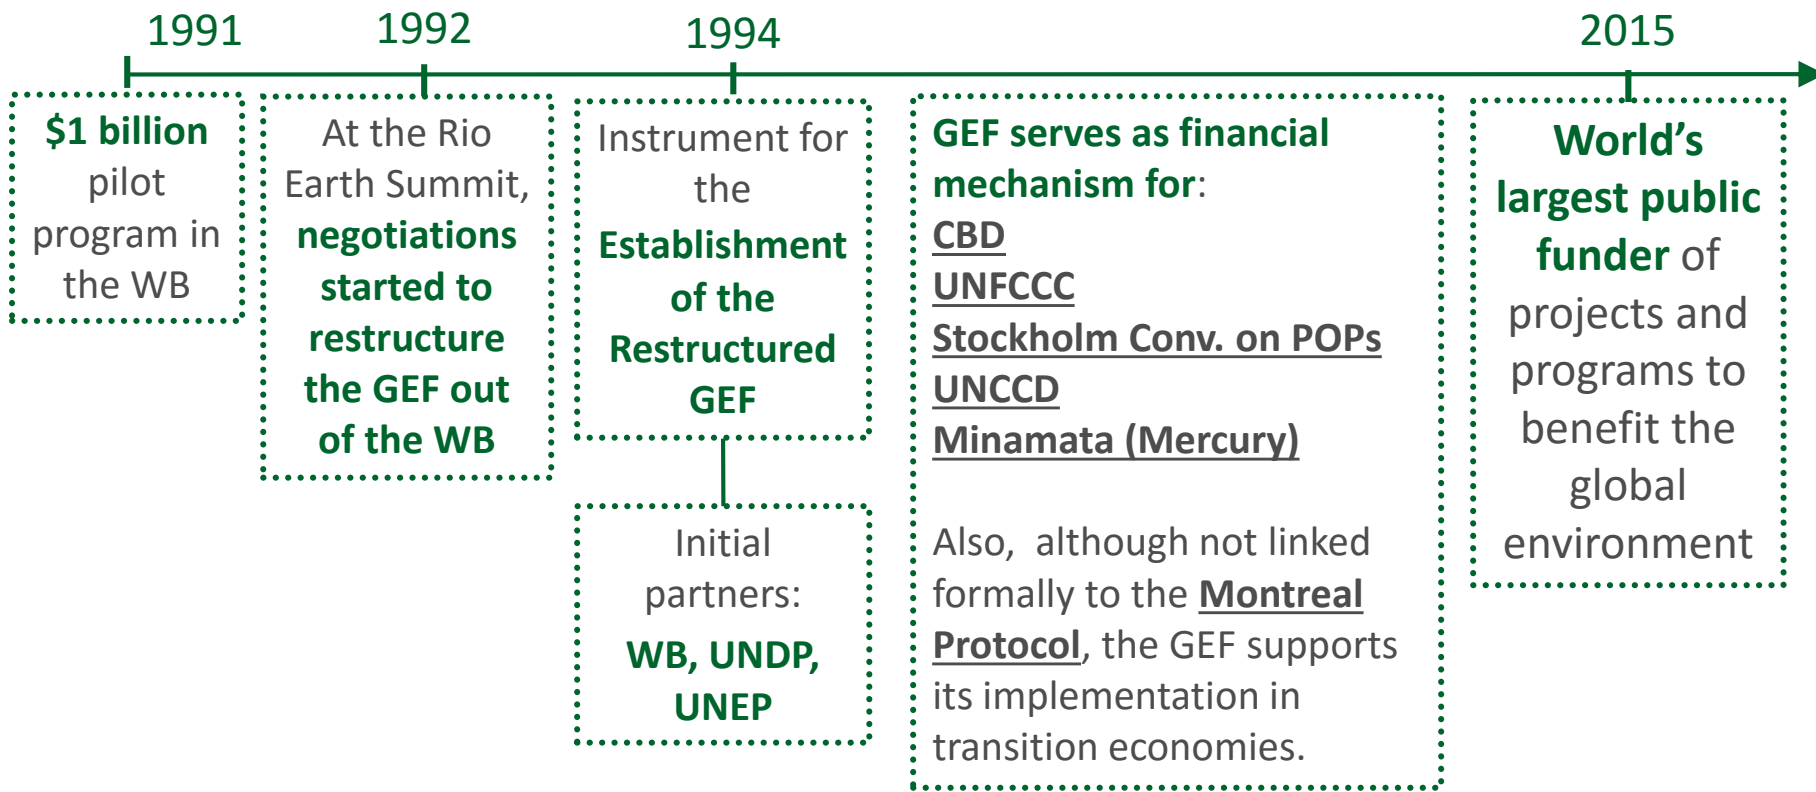 1991
1992
1994
2015
$1 billion
pilot
program in
the WB
At the Rio
Earth Summit,
negotiations
started to
restructure
the GEF out
of the WB
Instrument for
the
Establishment
of the
Restructured
GEF
Initial
partners:
WB, UNDP,
UNEP
GEF serves as financial
mechanism for:
CBD
UNFCCC
Stockholm Conv. on POPs
UNCCD
Minamata (Mercury)
Also,  although not linked
formally to the Montreal
Protocol, the GEF supports
its implementation in
transition economies.
World's
largest public
funder of
projects and
programs to
benefit the
global
environment